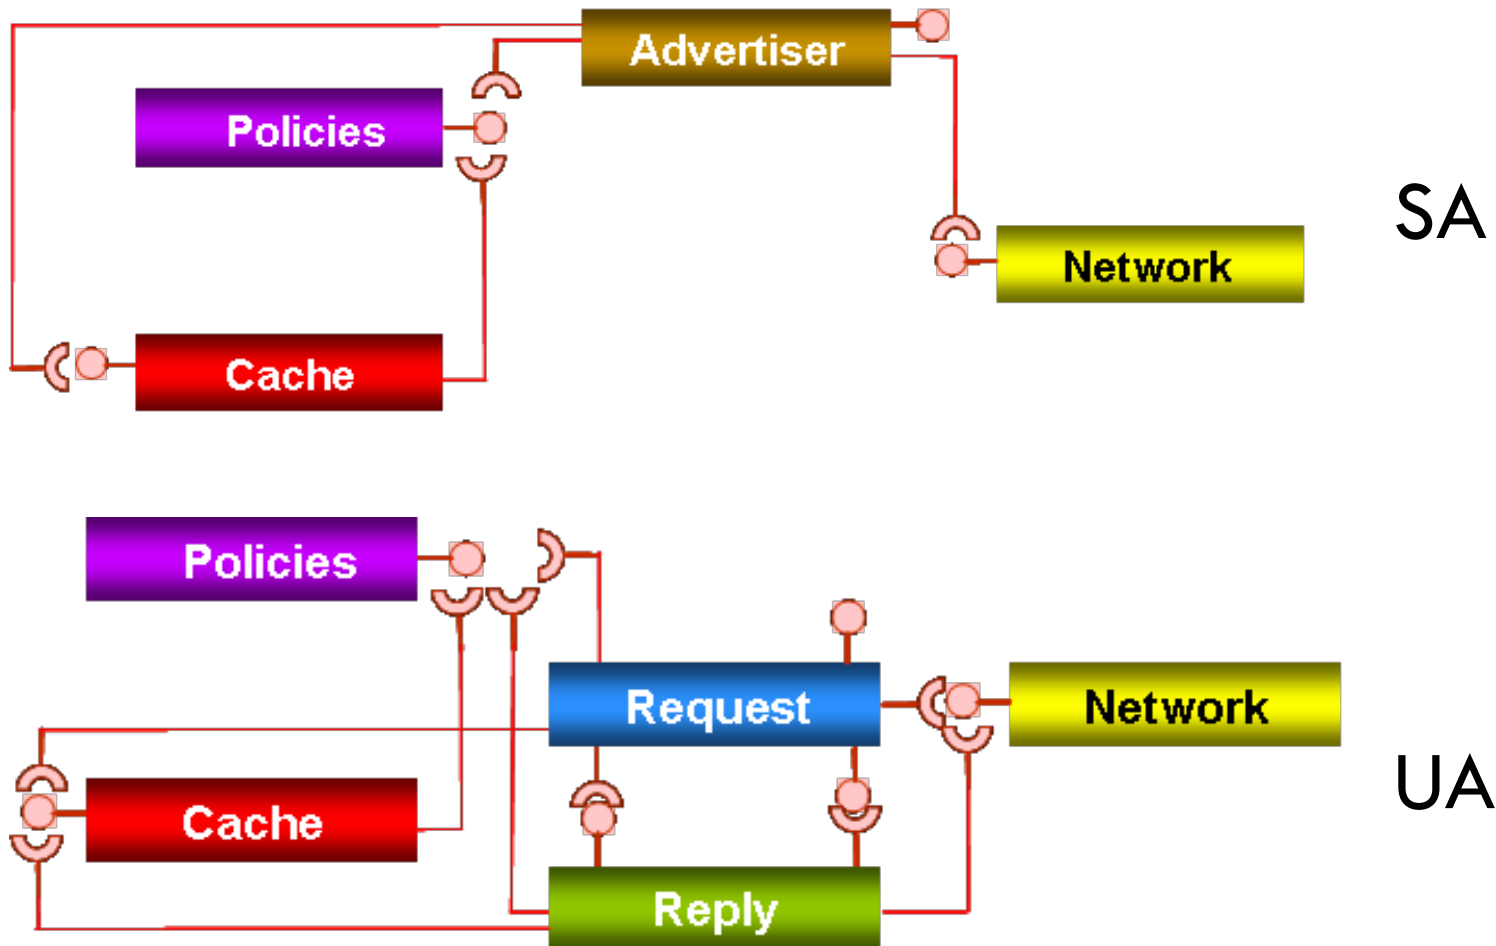 Advertiser
Policies
SA
Network
Cache
Policies
Request
Network
UA
Cache
Reply